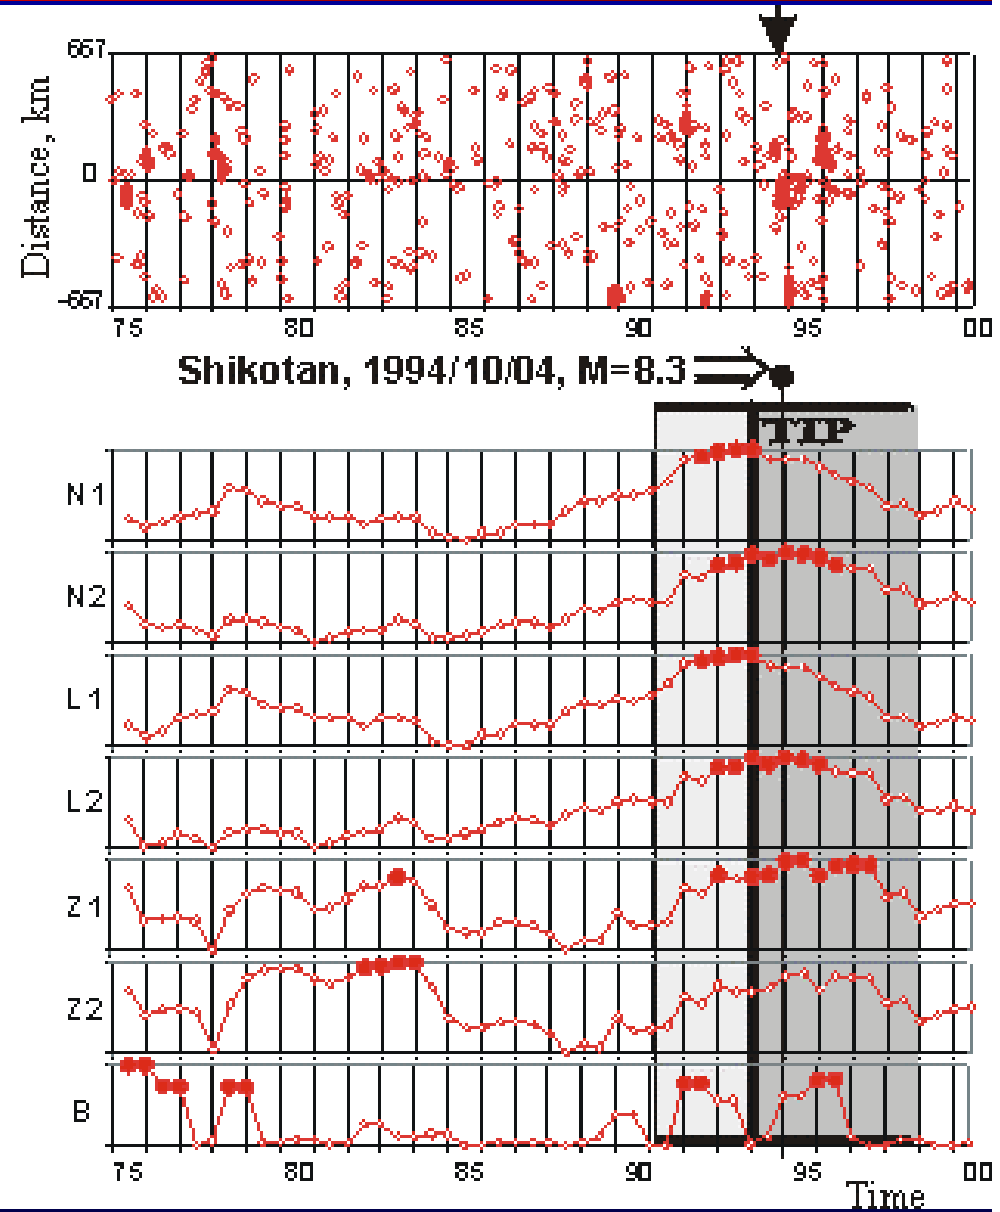 667
Distance, km
0
-667
75 80 85 90 95 00
Shikotan, 1994/10/04, M=8.3
TIP
N1
N2
L1
L2
Z1
Z2
B
75 80 85 90 95 00
Time